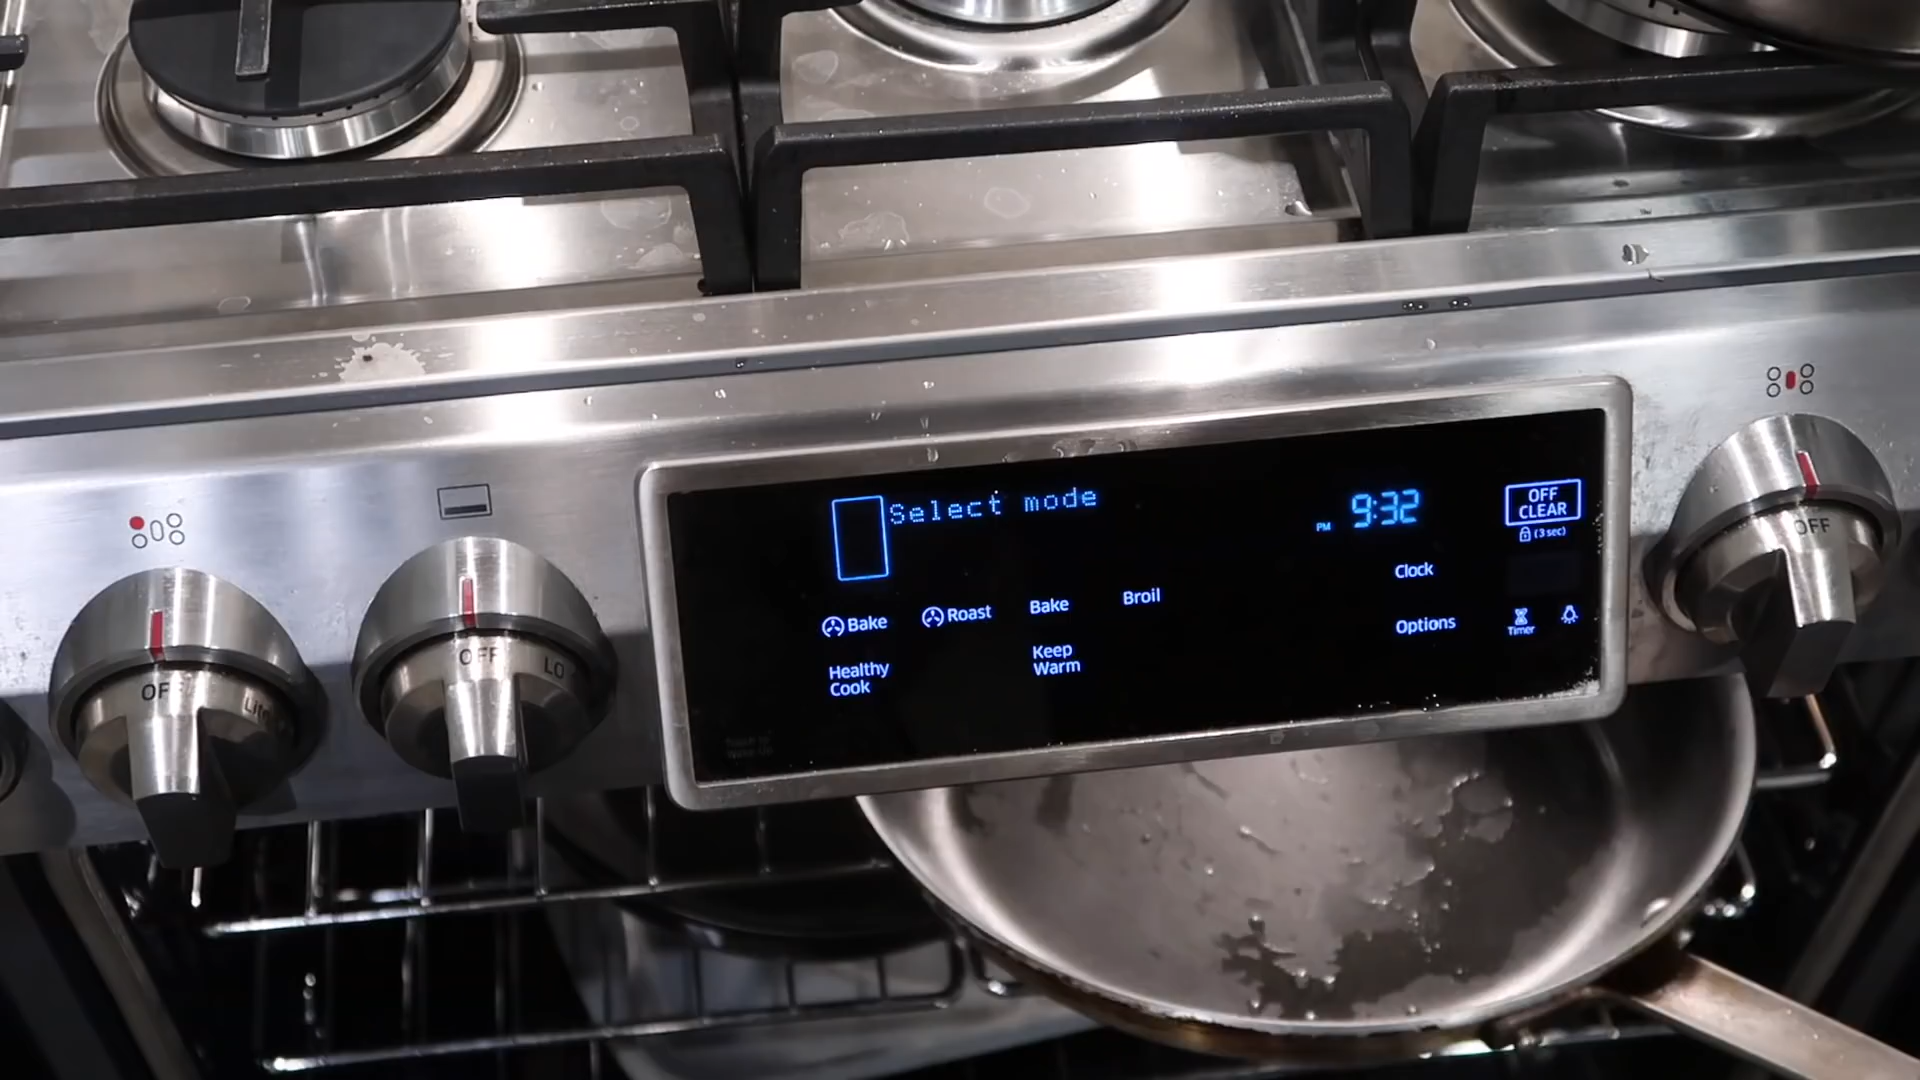 Select mode
PM 9:32
OFF
CLEAR
(3 sec)
Clock
Bake
Roast
Bake
Broil
Options
Timer
Healthy
Cook
Keep
Warm
OFF
OFF
LO
OFF